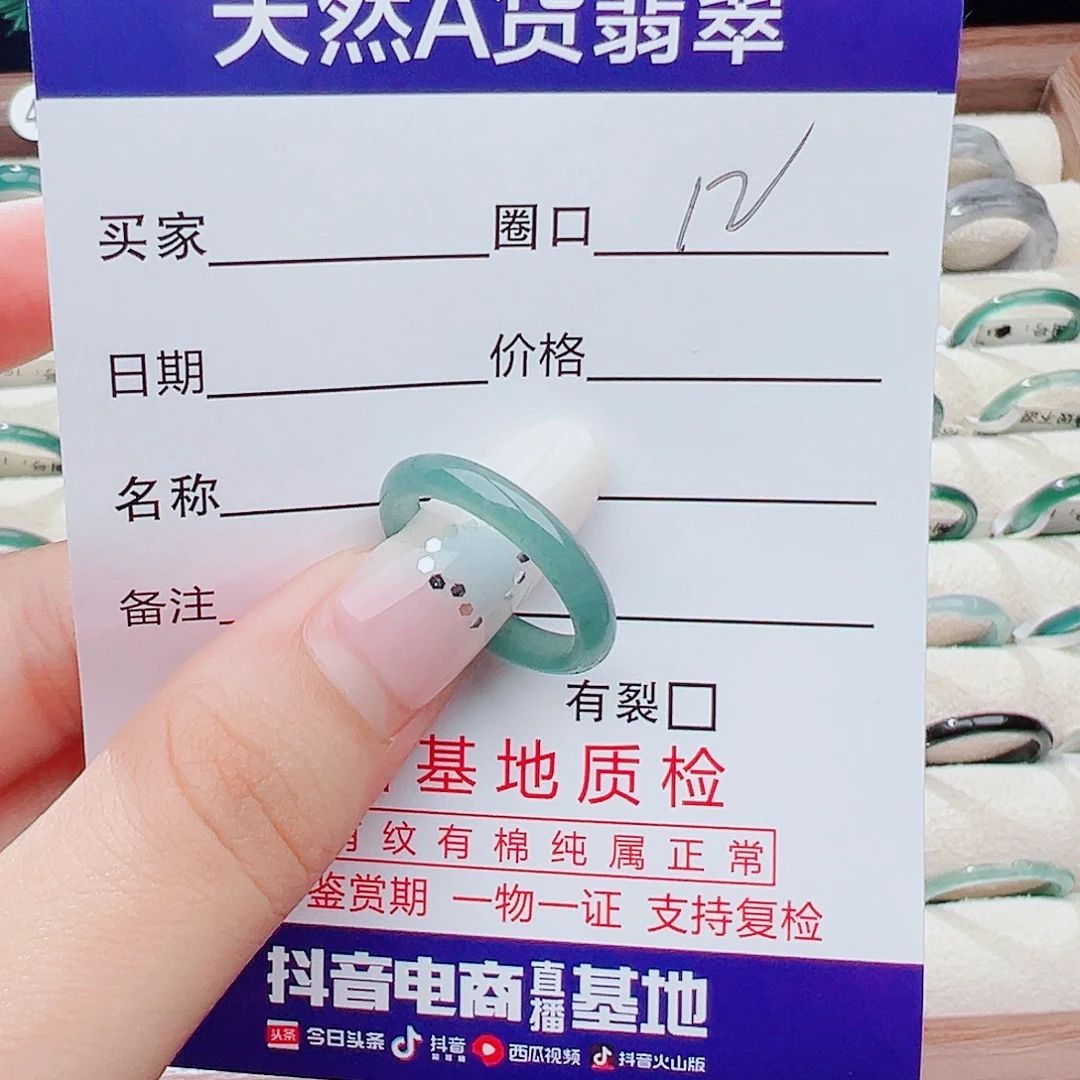 天然A货翡翠
买家 圈口 12
日期 价格
名称
备注
有裂
基地质检
有纹有棉纯属正常
鉴赏期 一物一证 支持复检
抖音电商直播基地
头条 今日头条 抖音 西瓜视频 抖音火山版